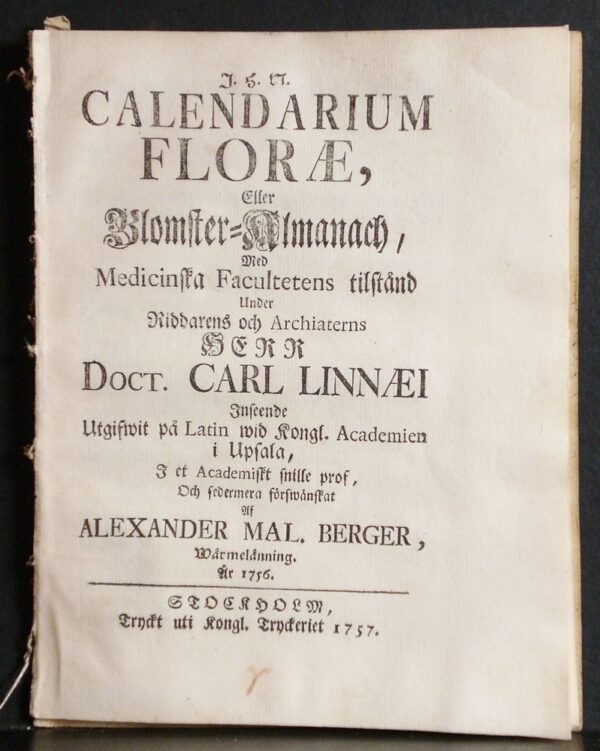 J. H. N.
CALENDARIUM
FLORÆ,
Eller
Blomster=Almanach,
Med
Medicinska Facultetens tilstånd
Under
Riddarens och Archiaterns
HERR
DOCT. CARL LINNÆI
Inseende
Utgifwit på Latin wid Kongl. Academien
i Upsala,
I et Academiskt snille prof,
Och sedermera förswänskat
Af
ALEXANDER MAL. BERGER,
Wärmelänning.
År 1756.
STOCKHOLM,
Tryckt uti Kongl. Tryckeriet 1757.